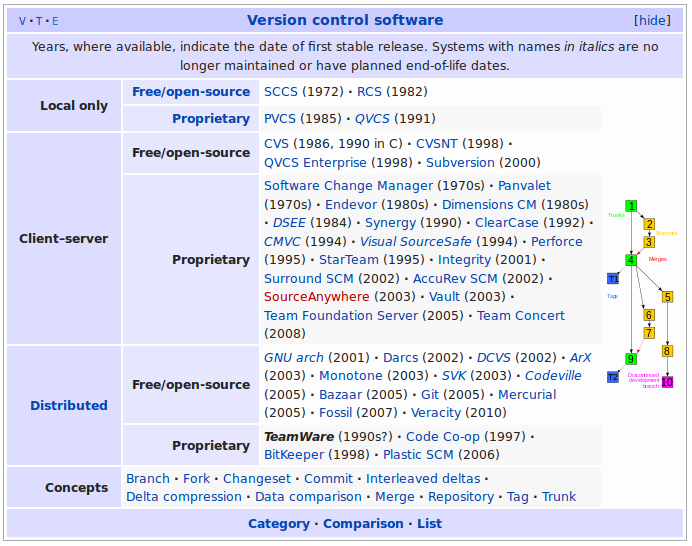 V · T · E
Version control software
[hide]
Years, where available, indicate the date of first stable release. Systems with names in italics are no
longer maintained or have planned end-of-life dates.
Local only
Free/open-source
SCCS (1972) · RCS (1982)
Proprietary
PVCS (1985) · QVCS (1991)
Client–server
Free/open-source
CVS (1986, 1990 in C) · CVSNT (1998) ·
QVCS Enterprise (1998) · Subversion (2000)
Proprietary
Software Change Manager (1970s) · Panvalet
(1970s) · Endevor (1980s) · Dimensions CM (1980s)
· DSEE (1984) · Synergy (1990) · ClearCase (1992) ·
CMVC (1994) · Visual SourceSafe (1994) · Perforce
(1995) · StarTeam (1995) · Integrity (2001) ·
Surround SCM (2002) · AccuRev SCM (2002) ·
SourceAnywhere (2003) · Vault (2003) ·
Team Foundation Server (2005) · Team Concert
(2008)
Distributed
Free/open-source
GNU arch (2001) · Darcs (2002) · DCVS (2002) · ArX
(2003) · Monotone (2003) · SVK (2003) · Codeville
(2005) · Bazaar (2005) · Git (2005) · Mercurial
(2005) · Fossil (2007) · Veracity (2010)
Proprietary
TeamWare (1990s?) · Code Co-op (1997) ·
BitKeeper (1998) · Plastic SCM (2006)
Concepts
Branch · Fork · Changeset · Commit · Interleaved deltas ·
Delta compression · Data comparison · Merge · Repository · Tag · Trunk
1
Trunks
2
Branches
3
4
Merges
T1
Tags
5
6
7
8
9
T2
Discontinued
development
branch
10
Category · Comparison · List